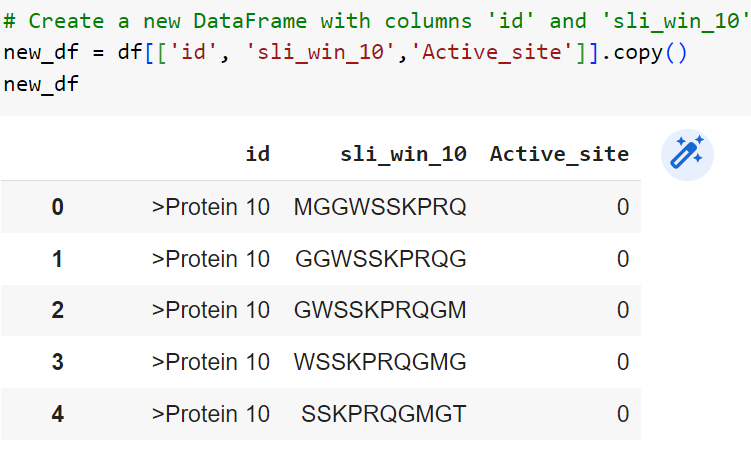 # Create a new DataFrame with columns 'id' and 'sli_win_10'
new_df = df[['id', 'sli_win_10','Active_site']].copy()
new_df
id sli_win_10 Active_site
0 >Protein 10 MGGWSSKPRQ 0
1 >Protein 10 GGWSSKPRQG 0
2 >Protein 10 GWSSKPRQGM 0
3 >Protein 10 WSSKPRQGMG 0
4 >Protein 10 SSKPRQGMGT 0